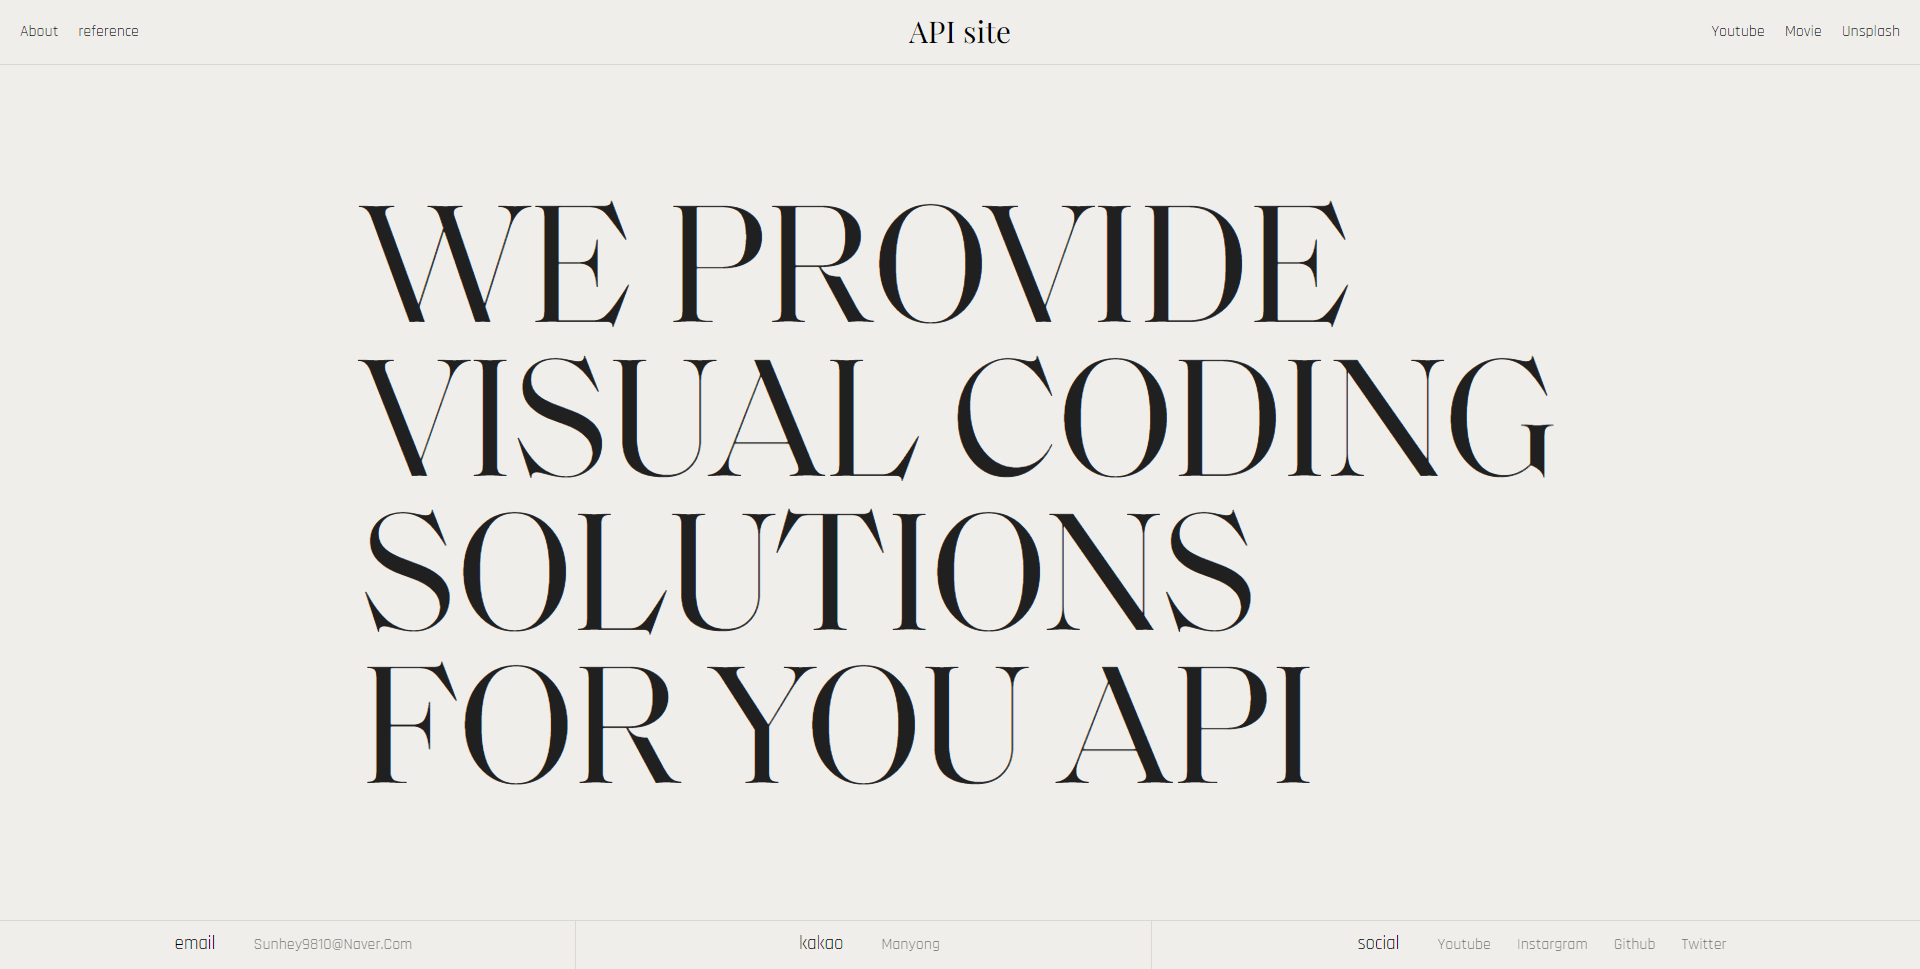 About reference API site Youtube Movie Unsplash
WE PROVIDE
VISUAL CODING
SOLUTIONS
FOR YOU API
email Sunhey9810@Naver.Com kakao Manyong social Youtube Instargram Github Twitter